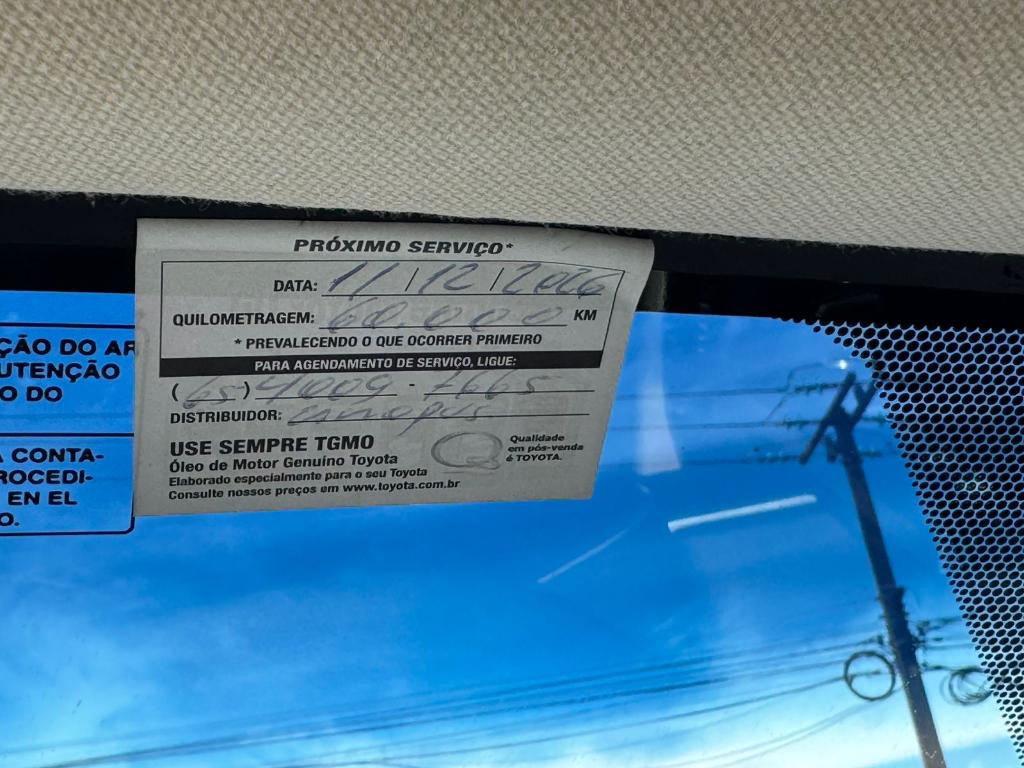 PRÓXIMO SERVIÇO*
DATA: 11/12/2026
QUILOMETRAGEM: 60.000 KM
* PREVALECENDO O QUE OCORRER PRIMEIRO
PARA AGENDAMENTO DE SERVIÇO, LIGUE:
(65) 4009 - 7665
DISTRIBUIDOR:
USE SEMPRE TGMO
Óleo de Motor Genuíno Toyota
Elaborado especialmente para o seu Toyota
Consulte nossos preços em www.toyota.com.br
Q
Qualidade
em pós-venda
é TOYOTA.
ÇÃO DO AR
UTENÇÃO
O DO
A CONTA-
ROCEDI-
EN EL
O.